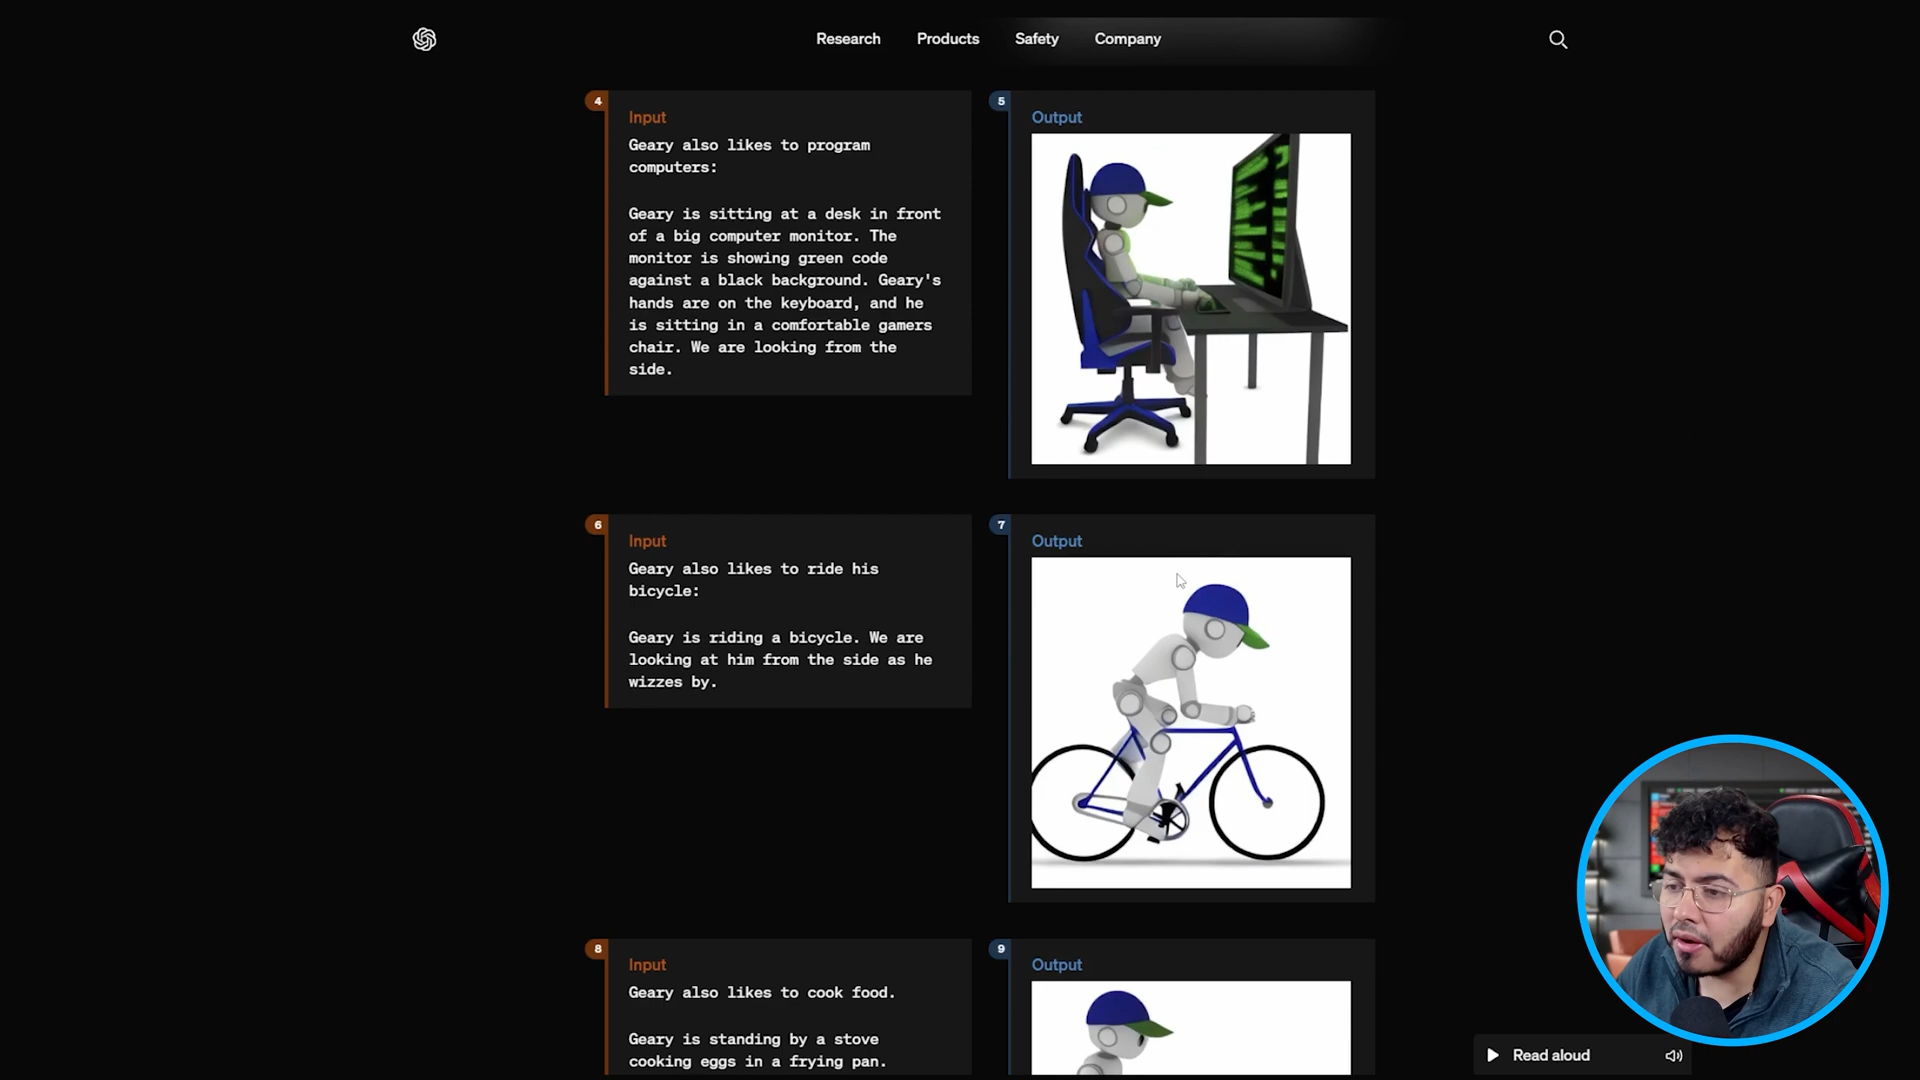 Research Products Safety Company
4
Input
Geary also likes to program
computers:
Geary is sitting at a desk in front
of a big computer monitor. The
monitor is showing green code
against a black background. Geary's
hands are on the keyboard, and he
is sitting in a comfortable gamers
chair. We are looking from the
side.
5
Output
6
Input
Geary also likes to ride his
bicycle:
Geary is riding a bicycle. We are
looking at him from the side as he
wizzes by.
7
Output
8
Input
Geary also likes to cook food.
Geary is standing by a stove
cooking eggs in a frying pan.
9
Output
Read aloud